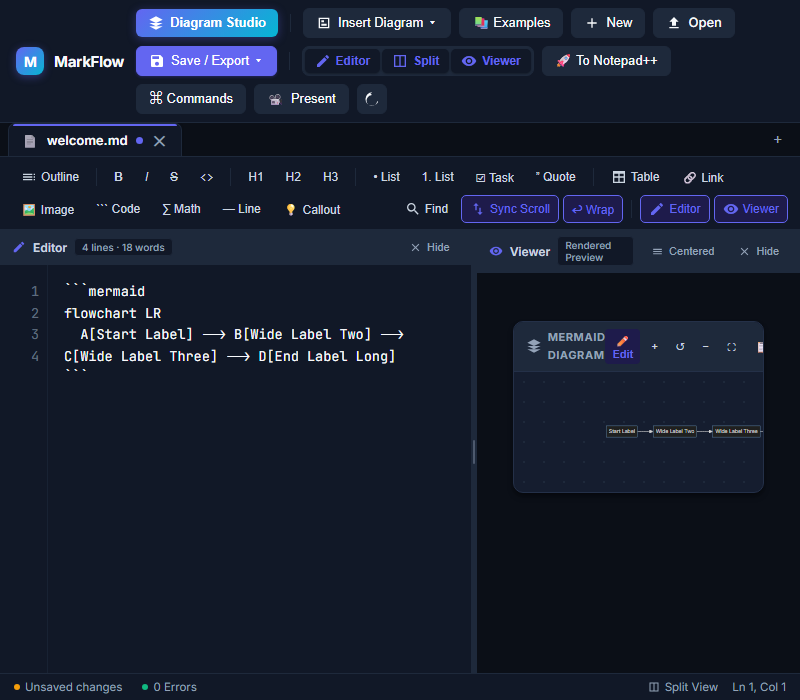 Diagram Studio
Insert Diagram
Examples
New
Open
M
MarkFlow
Save / Export
Editor
Split
Viewer
To Notepad++
⌘ Commands
Present
welcome.md
+
Outline
B
I
S
<>
H1
H2
H3
• List
1. List
☑ Task
" Quote
Table
Link
Image
``` Code
∑ Math
— Line
Callout
Find
Sync Scroll
Wrap
Editor
Viewer
Editor
4 lines · 18 words
Hide
Viewer
Rendered
Preview
Centered
Hide
1 ```mermaid
2 flowchart LR
3 A[Start Label] --> B[Wide Label Two] -->
4 C[Wide Label Three] --> D[End Label Long]
```
MERMAID
DIAGRAM
Edit
+
−
Start Label
Wide Label Two
Wide Label Three
Unsaved changes
0 Errors
Split View
Ln 1, Col 1